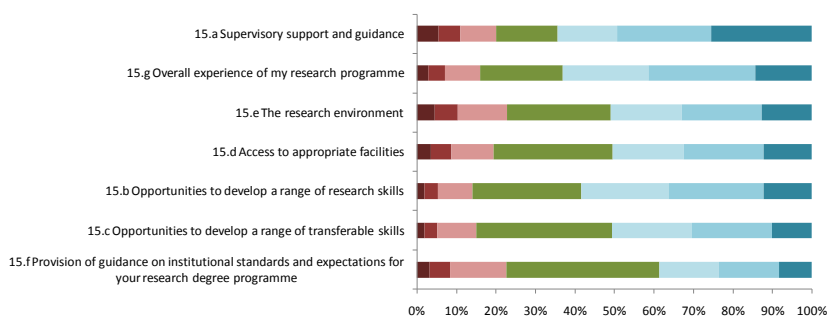 15.a Supervisory support and guidance
15.g Overall experience of my research programme
15.e The research environment
15.d Access to appropriate facilities
15.b Opportunities to develop a range of research skills
15.c Opportunities to develop a range of transferable skills
15.f Provision of guidance on institutional standards and expectations for
your research degree programme
0% 10% 20% 30% 40% 50% 60% 70% 80% 90% 100%